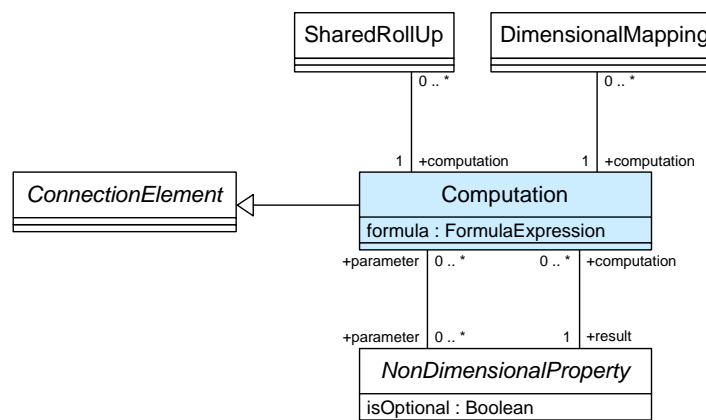 SharedRollUp
DimensionalMapping
0 .. *
0 .. *
1
+computation
1
+computation
ConnectionElement
Computation
formula : FormulaExpression
+parameter
0 .. *
0 .. *
+computation
+parameter
0 .. *
1
+result
NonDimensionalProperty
isOptional : Boolean